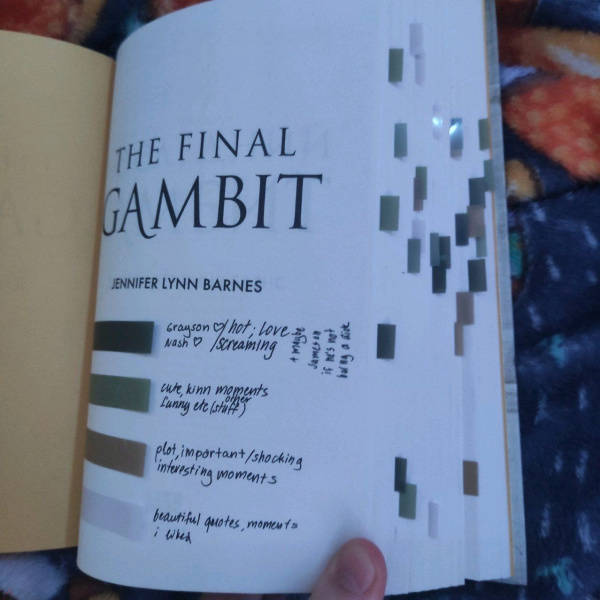 THE FINAL
GAMBIT
JENNIFER LYNN BARNES
Grayson ♡/hot, love
Nash ♡ /screaming
+ maybe
Jameson
if he's not
being a dick
cute, kinn moments
funny etc (other stuff)
plot, important/shocking
interesting moments
beautiful quotes, moments
i liked